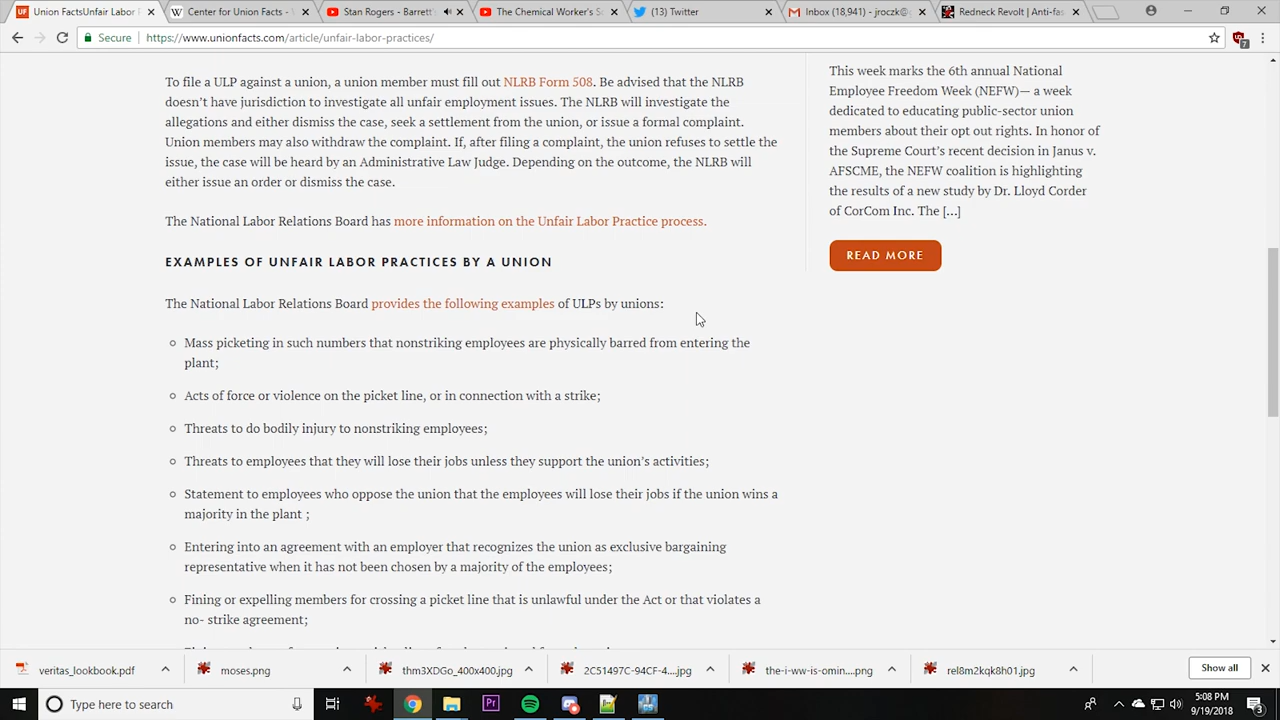 Union FactsUnfair Labor P
Center for Union Facts -
Stan Rogers - Barrett's
The Chemical Worker's So
(13) Twitter
Inbox (18,941) - jroczk@g
Redneck Revolt | Anti-fas
Secure
https://www.unionfacts.com/article/unfair-labor-practices/
7
To file a ULP against a union, a union member must fill out NLRB Form 508. Be advised that the NLRB
doesn't have jurisdiction to investigate all unfair employment issues. The NLRB will investigate the
allegations and either dismiss the case, seek a settlement from the union, or issue a formal complaint.
Union members may also withdraw the complaint. If, after filing a complaint, the union refuses to settle the
issue, the case will be heard by an Administrative Law Judge. Depending on the outcome, the NLRB will
either issue an order or dismiss the case.
The National Labor Relations Board has more information on the Unfair Labor Practice process.
EXAMPLES OF UNFAIR LABOR PRACTICES BY A UNION
The National Labor Relations Board provides the following examples of ULPs by unions:
Mass picketing in such numbers that nonstriking employees are physically barred from entering the
plant;
Acts of force or violence on the picket line, or in connection with a strike;
Threats to do bodily injury to nonstriking employees;
Threats to employees that they will lose their jobs unless they support the union's activities;
Statement to employees who oppose the union that the employees will lose their jobs if the union wins a
majority in the plant ;
Entering into an agreement with an employer that recognizes the union as exclusive bargaining
representative when it has not been chosen by a majority of the employees;
Fining or expelling members for crossing a picket line that is unlawful under the Act or that violates a
no- strike agreement;
This week marks the 6th annual National
Employee Freedom Week (NEFW)— a week
dedicated to educating public-sector union
members about their opt out rights. In honor of
the Supreme Court's recent decision in Janus v.
AFSCME, the NEFW coalition is highlighting
the results of a new study by Dr. Lloyd Corder
of CorCom Inc. The [...]
READ MORE
veritas_lookbook.pdf
moses.png
thm3XDGo_400x400.jpg
2C51497C-94CF-4....jpg
the-i-ww-is-omin....png
rel8m2kqk8h01.jpg
Show all
Type here to search
5:08 PM
9/19/2018
3